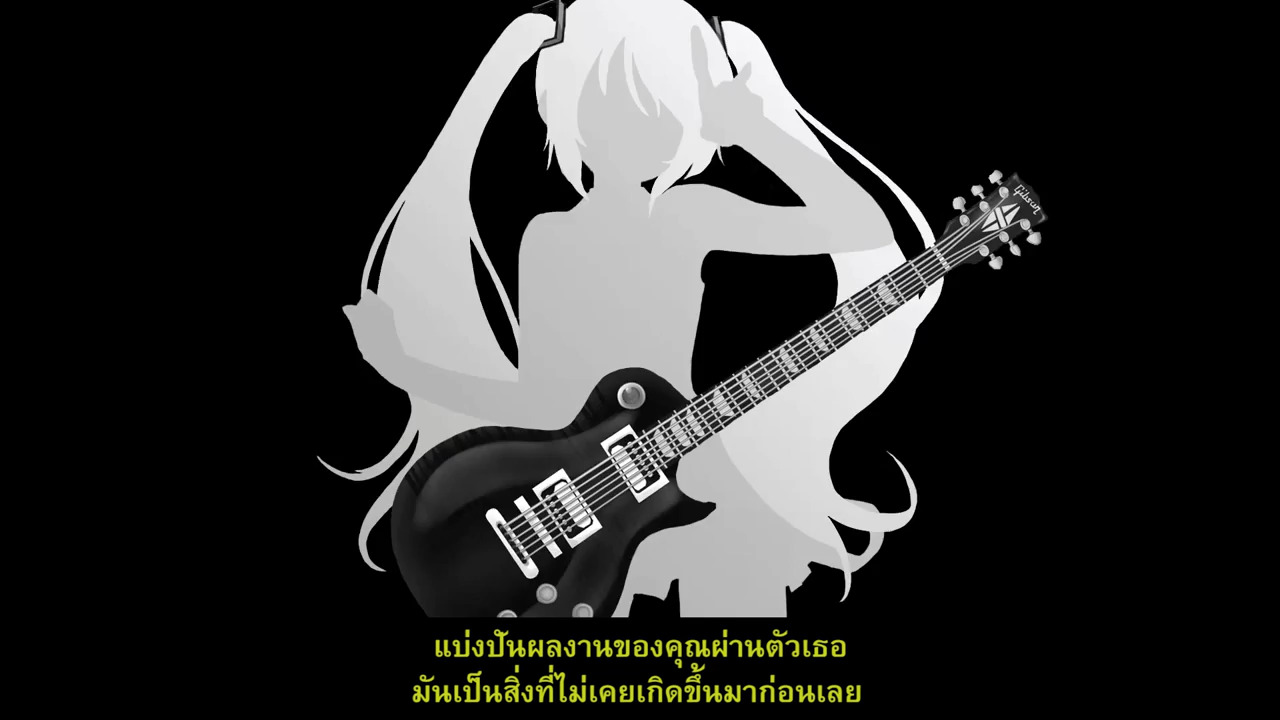 Gibson
แบ่งปันผลงานของคุณผ่านตัวเธอ
มันเป็นสิ่งที่ไม่เคยเกิดขึ้นมาก่อนเลย